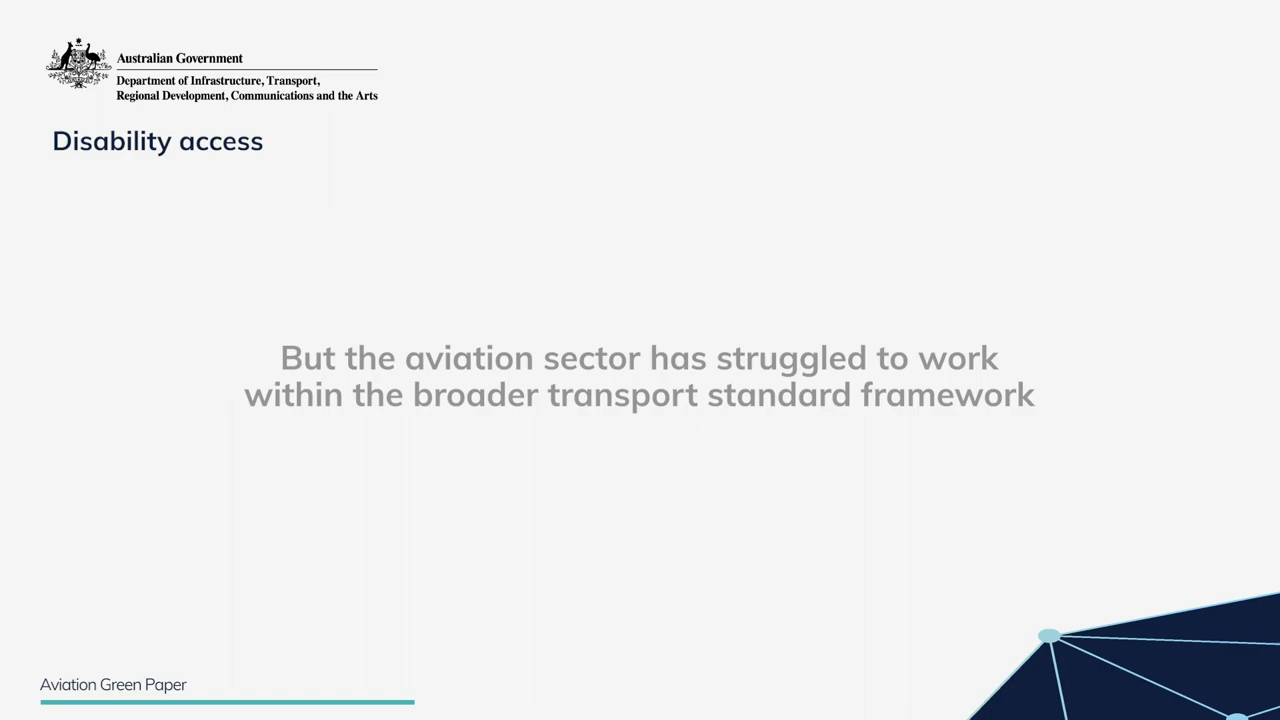 Australian Government
Department of Infrastructure, Transport,
Regional Development, Communications and the Arts
Disability access
But the aviation sector has struggled to work
within the broader transport standard framework
Aviation Green Paper